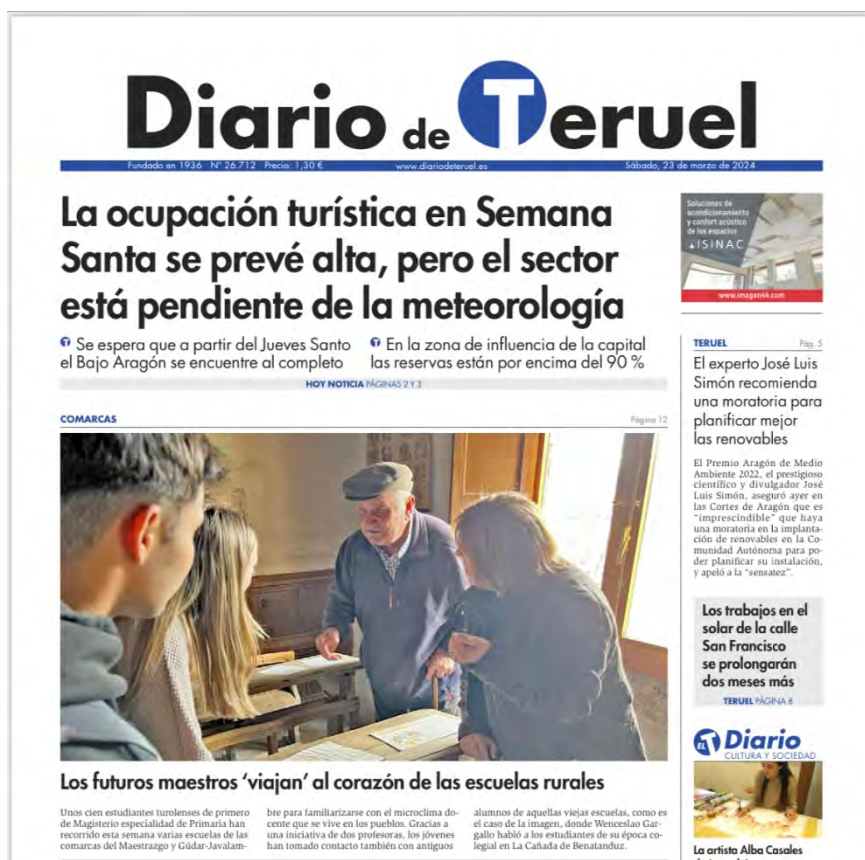 Diario de Teruel
Fundado en 1936 Nº 26.712 Precio: 1,30 € www.diariodeteruel.es Sábado, 23 de marzo de 2024
La ocupación turística en Semana
Santa se prevé alta, pero el sector
está pendiente de la meteorología
Se espera que a partir del Jueves Santo
el Bajo Aragón se encuentre al completo
En la zona de influencia de la capital
las reservas están por encima del 90 %
HOY NOTICIA PÁGINAS 2 Y 3
COMARCAS Página 12
Los futuros maestros ‘viajan’ al corazón de las escuelas rurales
Unos cien estudiantes turolenses de primero
de Magisterio especialidad de Primaria han
recorrido esta semana varias escuelas de las
comarcas del Maestrazgo y Gúdar-Javalam-
bre para familiarizarse con el microclima do-
cente que se vive en los pueblos. Gracias a
una iniciativa de dos profesoras, los jóvenes
han tomado contacto también con antiguos
alumnos de aquellas viejas escuelas, como es
el caso de la imagen, donde Wenceslao Gar-
gallo habló a los estudiantes de su época co-
legial en La Cañada de Benatanduz.
Soluciones de
acondicionamiento
y confort acústico
de los espacios
ISINAC
www.imagen44.com
TERUEL Pág. 5
El experto José Luis
Simón recomienda
una moratoria para
planificar mejor
las renovables
El Premio Aragón de Medio
Ambiente 2022, el prestigioso
científico y divulgador José
Luis Simón, aseguró ayer en
las Cortes de Aragón que es
“imprescindible” que haya
una moratoria en la implanta-
ción de renovables en la Co-
munidad Autónoma para po-
der planificar su instalación,
y apeló a la “sensatez”.
Los trabajos en el
solar de la calle
San Francisco
se prolongarán
dos meses más
TERUEL PÁGINA 8
EL T Diario
CULTURA Y SOCIEDAD
La artista Alba Casales